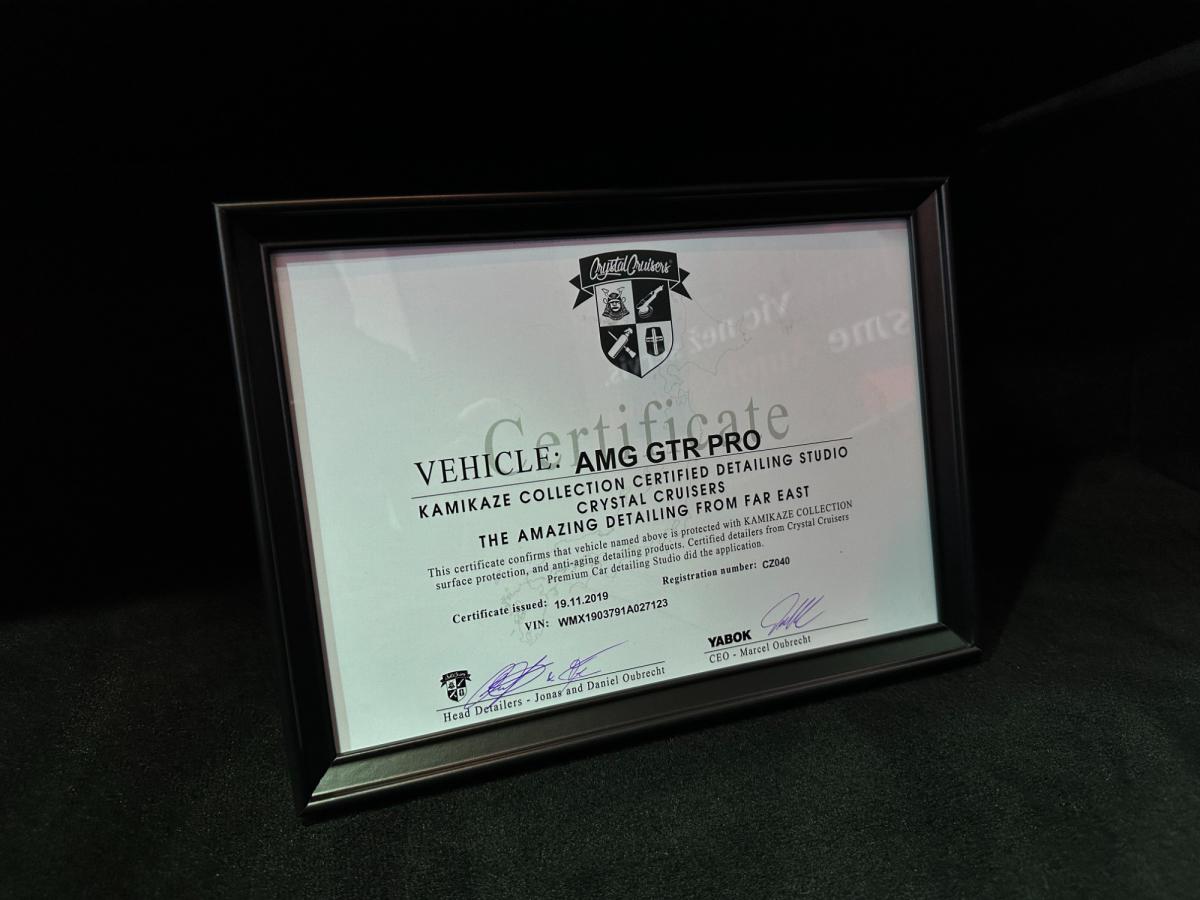 Crystal Cruisers
Certificate
VEHICLE: AMG GTR PRO
KAMIKAZE COLLECTION CERTIFIED DETAILING STUDIO
CRYSTAL CRUISERS
THE AMAZING DETAILING FROM FAR EAST
This certificate confirms that vehicle named above is protected with KAMIKAZE COLLECTION
surface protection, and anti-aging detailing products. Certified detailers from Crystal Cruisers
Premium Car detailing Studio did the application.
Certificate issued: 19.11.2019 Registration number: CZ040
VIN: WMX1903791A027123
YABOK
CEO - Marcel Oubrecht
Head Detailers - Jonas and Daniel Oubrecht